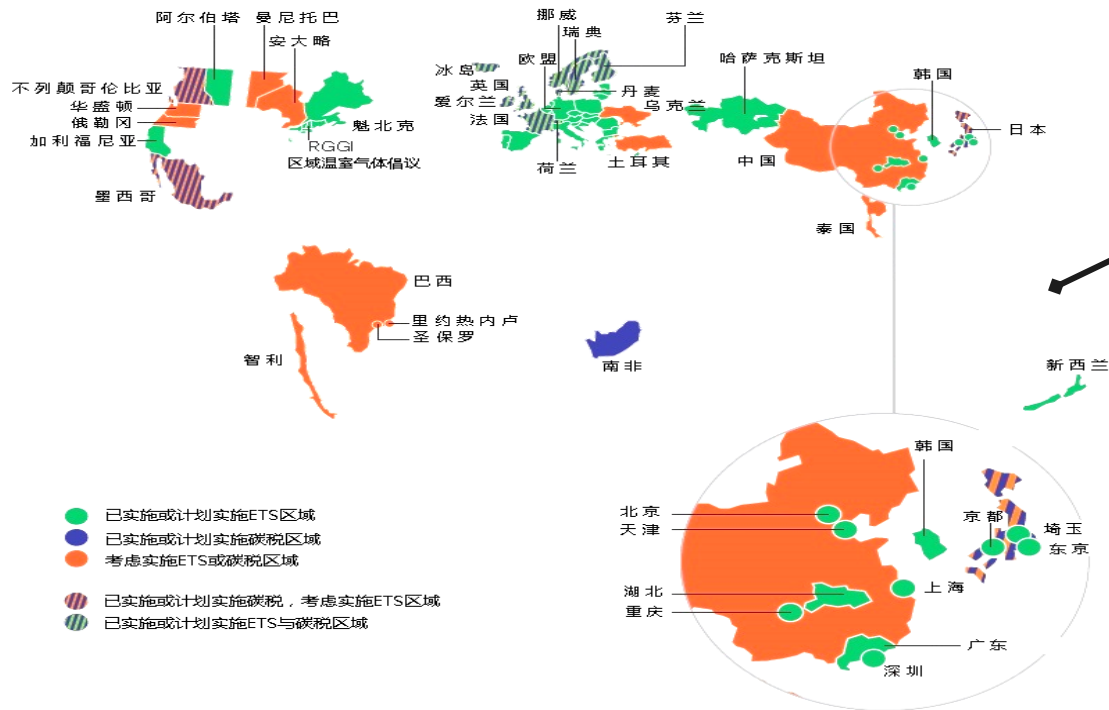 阿尔伯塔
曼尼托巴
安大略
不列颠哥伦比亚
华盛顿
俄勒冈
加利福尼亚
魁北克
RGGI
区域温室气体倡议
墨西哥
挪威
瑞典
芬兰
欧盟
冰岛
英国
爱尔兰
法国
丹麦
乌克兰
荷兰
土耳其
哈萨克斯坦
韩国
日本
中国
泰国
巴西
里约热内卢
圣保罗
智利
南非
新西兰
韩国
北京
天津
京都
埼玉
东京
湖北
重庆
上海
广东
深圳
已实施或计划实施ETS区域
已实施或计划实施碳税区域
考虑实施ETS或碳税区域
已实施或计划实施碳税，考虑实施ETS区域
已实施或计划实施ETS与碳税区域